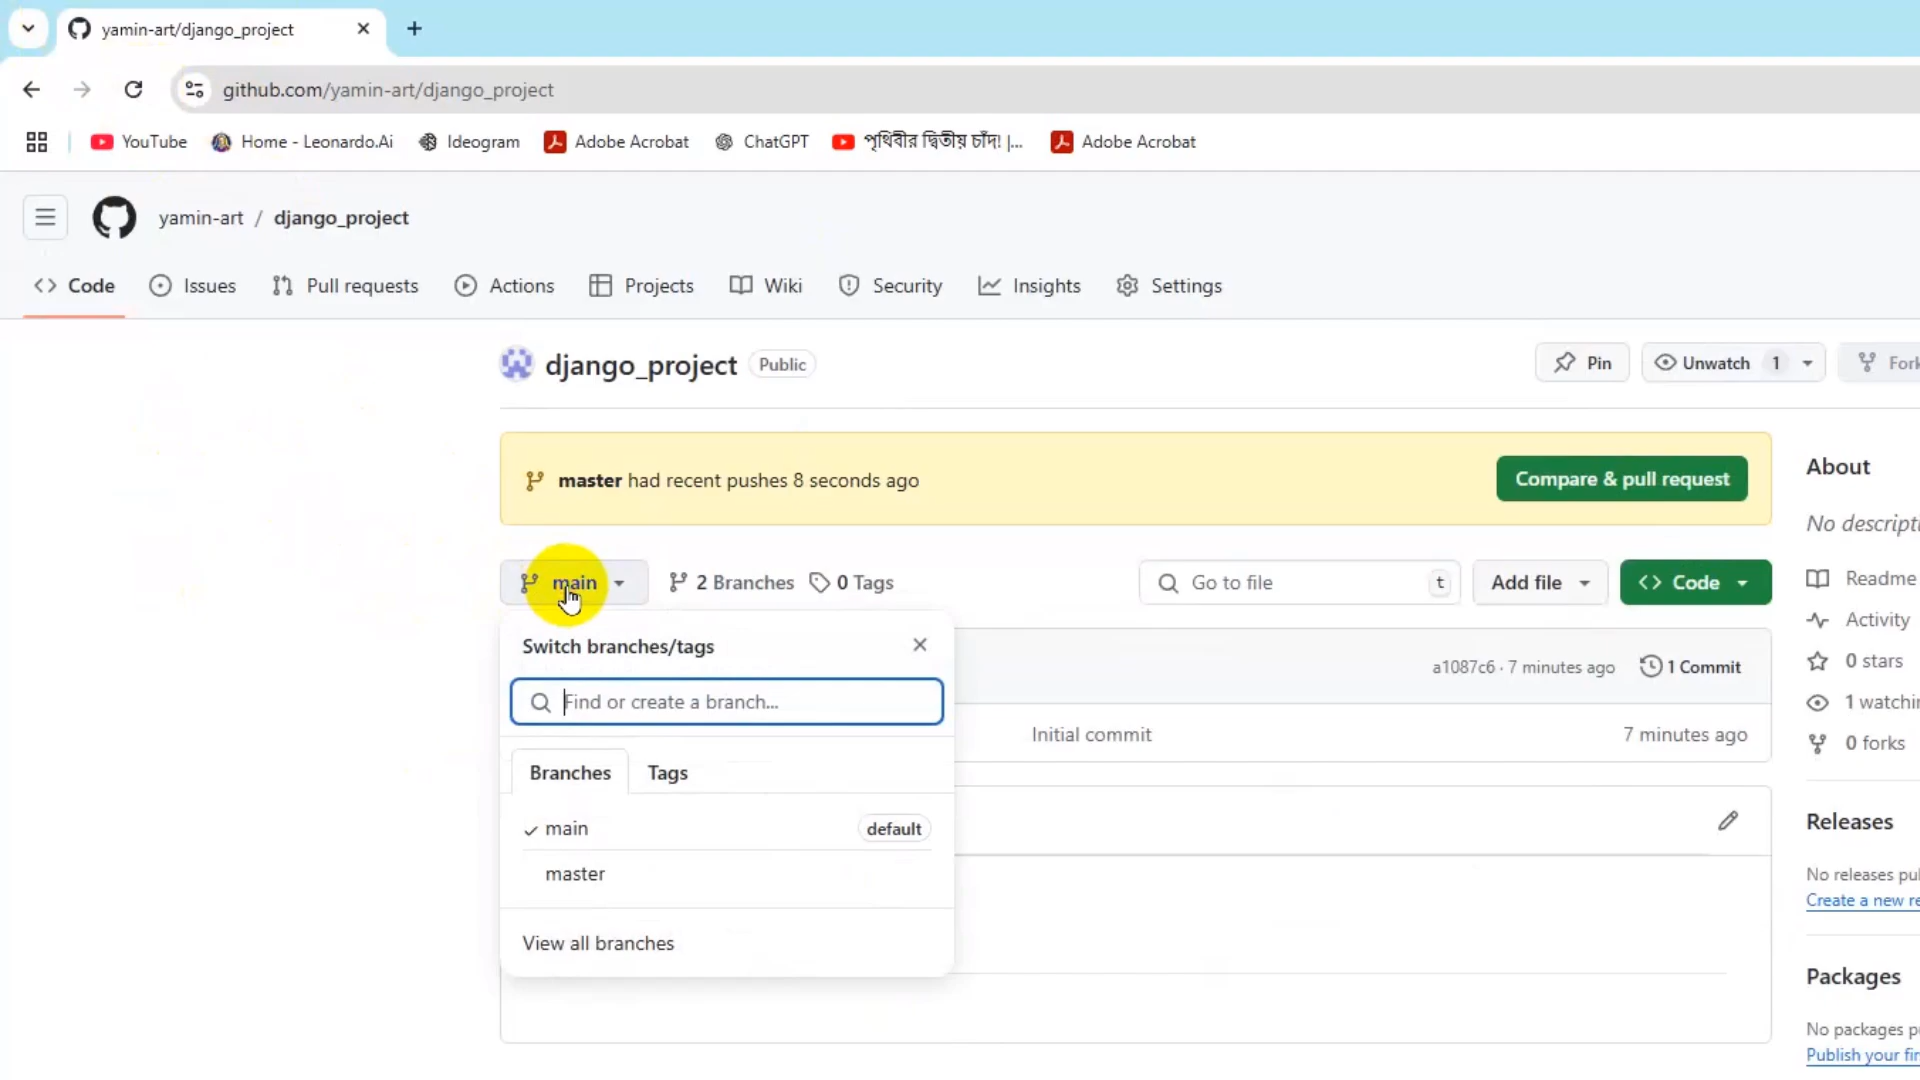 yamin-art/django_project
github.com/yamin-art/django_project
YouTube Home - Leonardo.Ai Ideogram Adobe Acrobat ChatGPT পৃথিবীর দ্বিতীয় চাঁদ! |... Adobe Acrobat
yamin-art / django_project
Code Issues Pull requests Actions Projects Wiki Security Insights Settings
django_project Public Pin Unwatch 1 Fork
master had recent pushes 8 seconds ago Compare & pull request
main 2 Branches 0 Tags Go to file t Add file Code
Switch branches/tags
Find or create a branch...
Branches Tags
main default
master
View all branches
a1087c6 · 7 minutes ago 1 Commit
Initial commit 7 minutes ago
About
No descripti
Readme
Activity
0 stars
1 watchin
0 forks
Releases
No releases pul
Create a new re
Packages
No packages p
Publish your fir